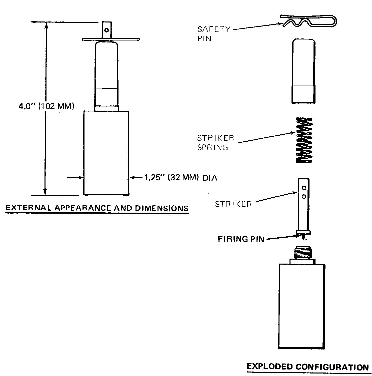 SAFETY
PIN
4.0" (102 MM)
STRIKER
SPRING
1,25" (32 MM) DIA
EXTERNAL APPEARANCE AND DIMENSIONS
STRIKER
FIRING PIN
EXPLODED CONFIGURATION